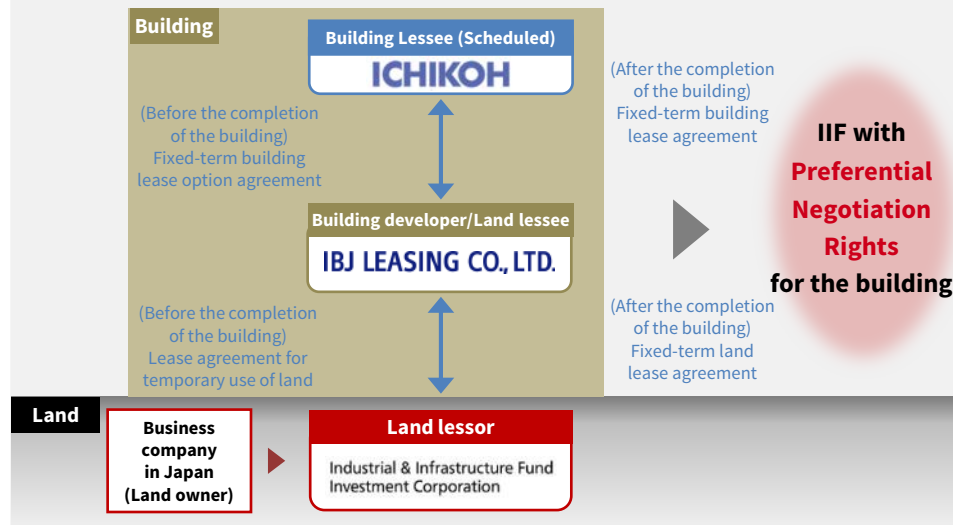 Building
Building Lessee (Scheduled)
ICHIKOH
(Before the completion
of the building)
Fixed-term building
lease option agreement
(After the completion
of the building)
Fixed-term building
lease agreement
Building developer/Land lessee
IBJ LEASING CO., LTD.
IIF with
Preferential
Negotiation
Rights
for the building
(Before the completion
of the building)
Lease agreement for
temporary use of land
(After the completion
of the building)
Fixed-term land
lease agreement
Land
Business
company
in Japan
(Land owner)
Land lessor
Industrial & Infrastructure Fund
Investment Corporation